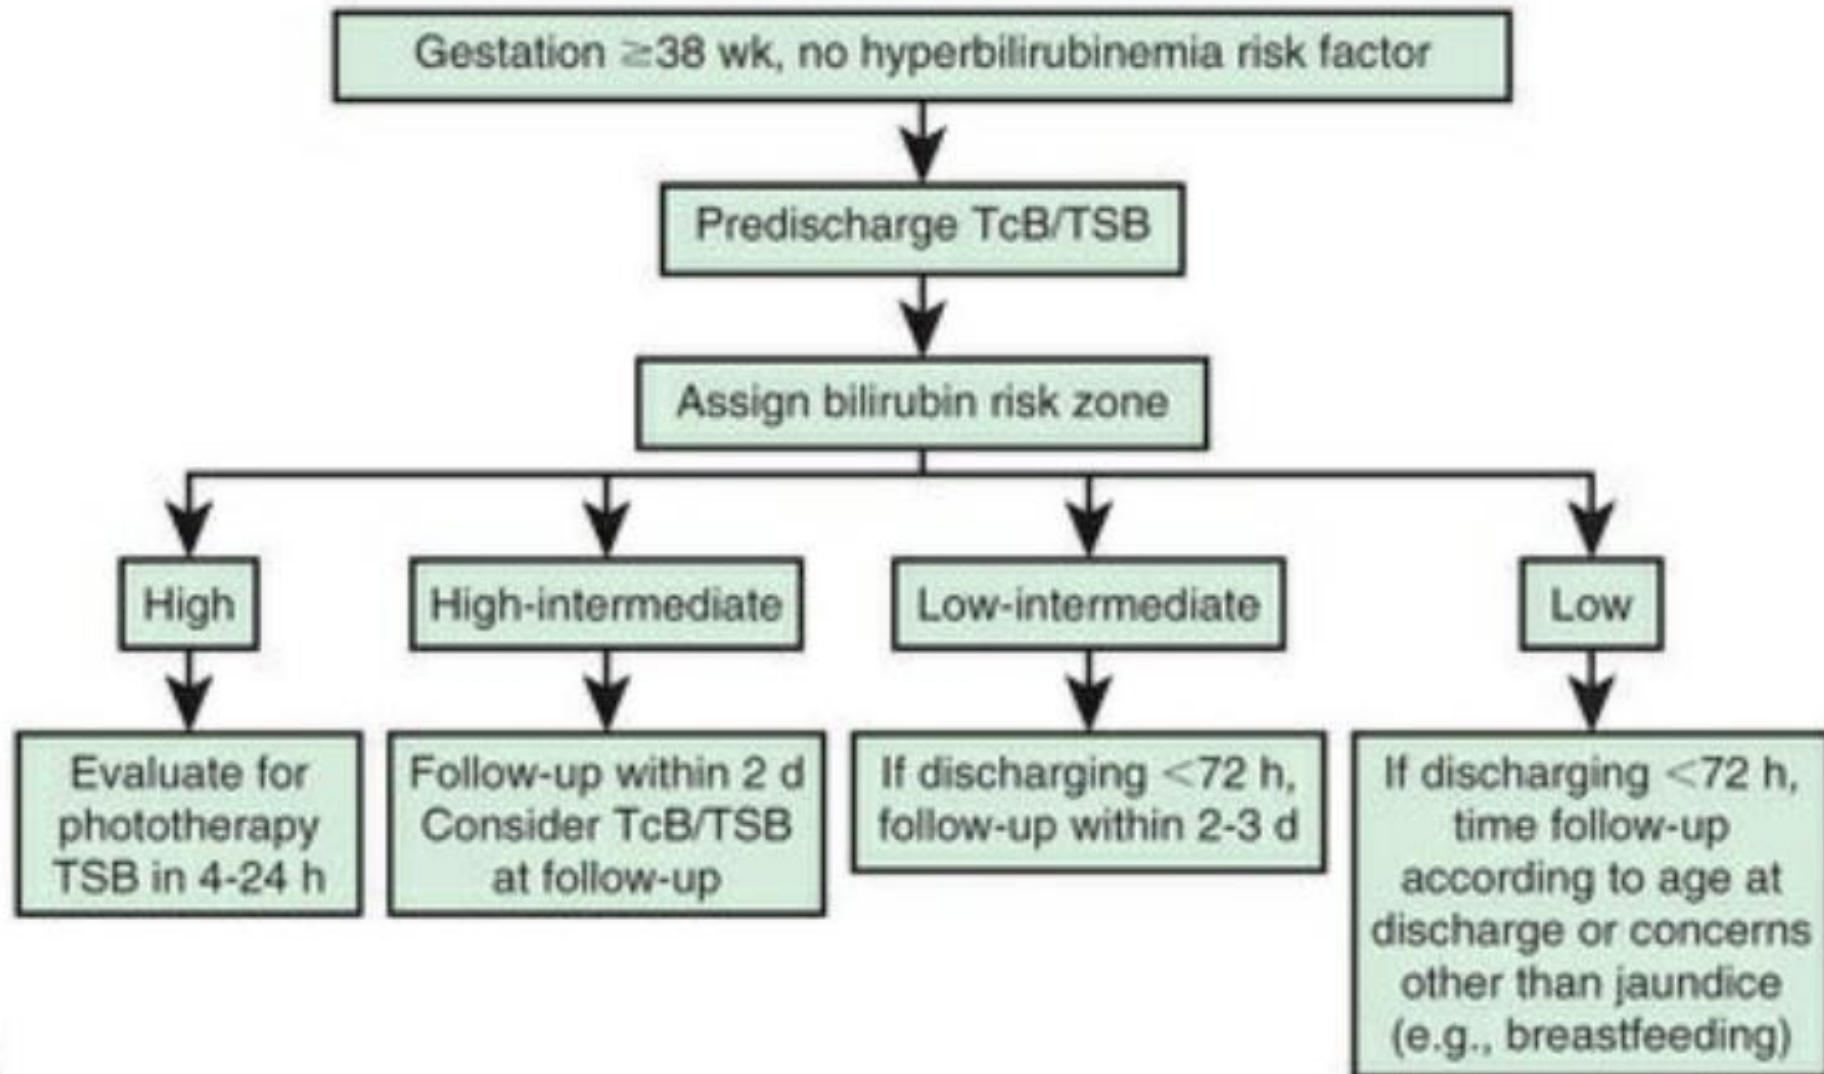 Gestation ≥38 wk, no hyperbilirubinemia risk factor
Predischarge TcB/TSB
Assign bilirubin risk zone
High
High-intermediate
Low-intermediate
Low
Evaluate for
phototherapy
TSB in 4-24 h
Follow-up within 2 d
Consider TcB/TSB
at follow-up
If discharging <72 h,
follow-up within 2-3 d
If discharging <72 h,
time follow-up
according to age at
discharge or concerns
other than jaundice
(e.g., breastfeeding)